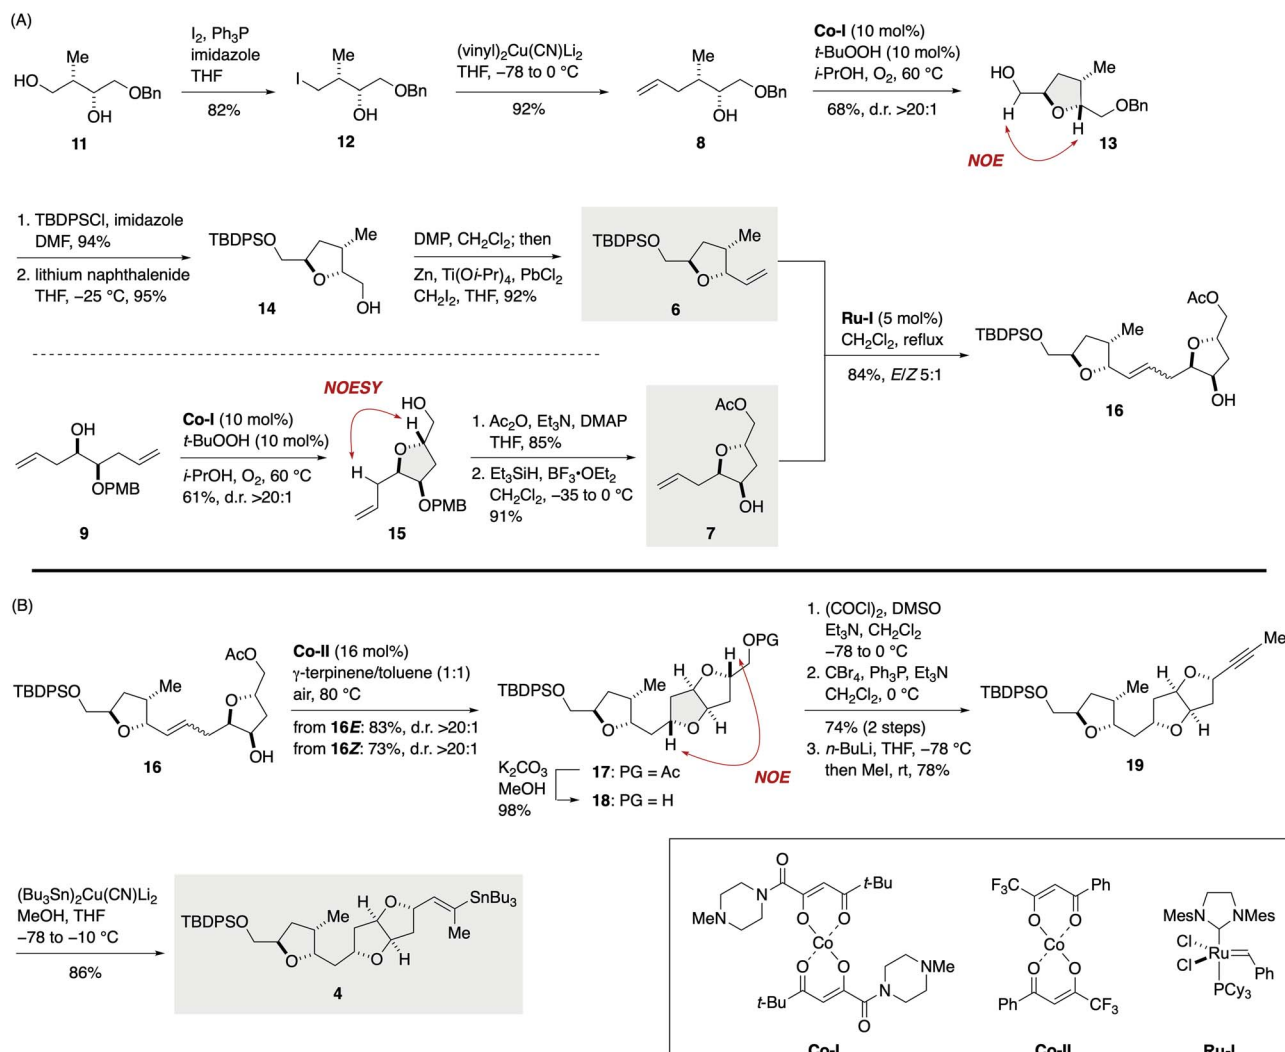 (A)
Me
HO
OBn
OH
11
I2, Ph3P
imidazole
THF
82%
Me
I
OBn
OH
12
(vinyl)2Cu(CN)Li2
THF, −78 to 0 °C
92%
Me
OBn
OH
8
Co-I (10 mol%)
t-BuOOH (10 mol%)
i-PrOH, O2, 60 °C
68%, d.r. >20:1
HO
Me
O
H
H
OBn
NOE
13
1. TBDPSCl, imidazole
DMF, 94%
2. lithium naphthalenide
THF, −25 °C, 95%
TBDPSO
Me
O
OH
14
DMP, CH2Cl2; then
Zn, Ti(Oi-Pr)4, PbCl2
CH2I2, THF, 92%
TBDPSO
Me
O
6
Ru-I (5 mol%)
CH2Cl2, reflux
84%, E/Z 5:1
AcO
TBDPSO
Me
O
O
OH
16
OH
OPMB
9
Co-I (10 mol%)
t-BuOOH (10 mol%)
i-PrOH, O2, 60 °C
61%, d.r. >20:1
NOESY
HO
H
O
H
OPMB
15
1. Ac2O, Et3N, DMAP
THF, 85%
2. Et3SiH, BF3•OEt2
CH2Cl2, −35 to 0 °C
91%
AcO
O
OH
7
(B)
AcO
TBDPSO
Me
O
O
OH
16
Co-II (16 mol%)
γ-terpinene/toluene (1:1)
air, 80 °C
from 16E: 83%, d.r. >20:1
from 16Z: 73%, d.r. >20:1
OPG
H
H
O
TBDPSO
Me
O
O
H
H
NOE
K2CO3
MeOH
98%
17: PG = Ac
18: PG = H
1. (COCl)2, DMSO
Et3N, CH2Cl2
−78 to 0 °C
2. CBr4, Ph3P, Et3N
CH2Cl2, 0 °C
74% (2 steps)
3. n-BuLi, THF, −78 °C
then MeI, rt, 78%
Me
H
O
TBDPSO
Me
O
O
H
19
(Bu3Sn)2Cu(CN)Li2
MeOH, THF
−78 to −10 °C
86%
SnBu3
H
O
TBDPSO
Me
Me
O
O
H
4
O
N
t-Bu
MeN
O
O
Co
O
O
NMe
t-Bu
N
O
Co-I
F3C
Ph
O
O
Co
O
O
Ph
CF3
Co-II
MesN
NMes
Cl
Ru
Cl
Ph
PCy3
Ru-I